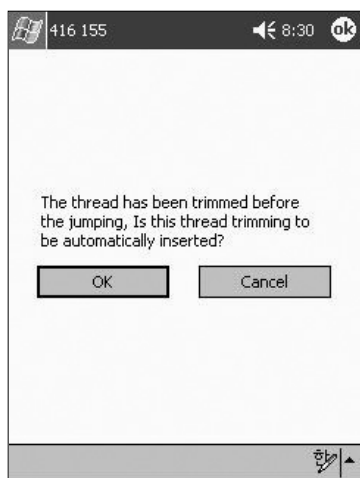 416 155 8:30 ok
The thread has been trimmed before
the jumping, Is this thread trimming to
be automatically inserted?
OK Cancel
한